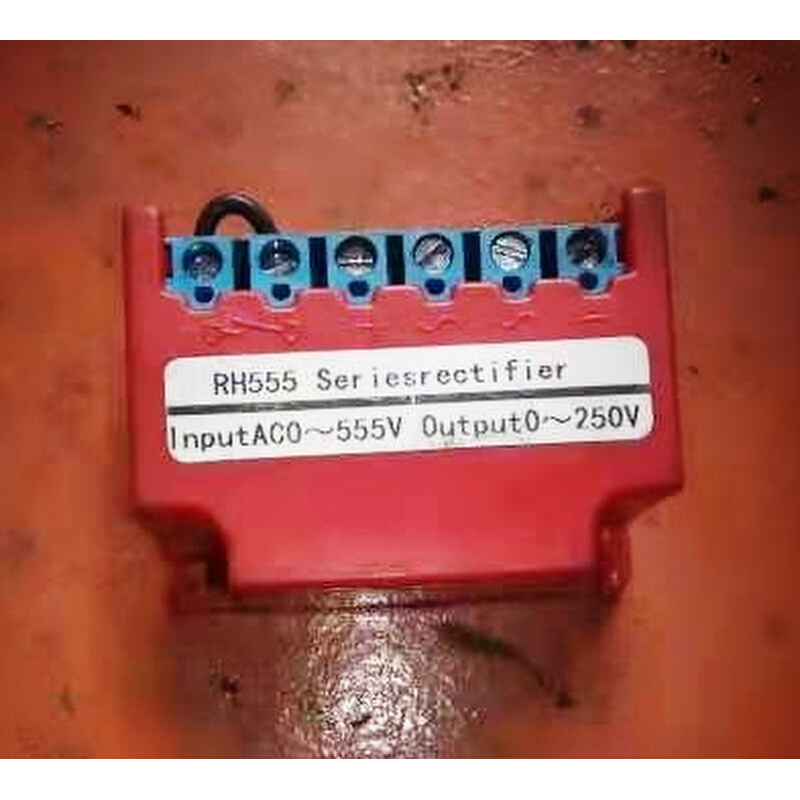 RH555 Seriesrectifier
InputAC0～555V Output0～250V